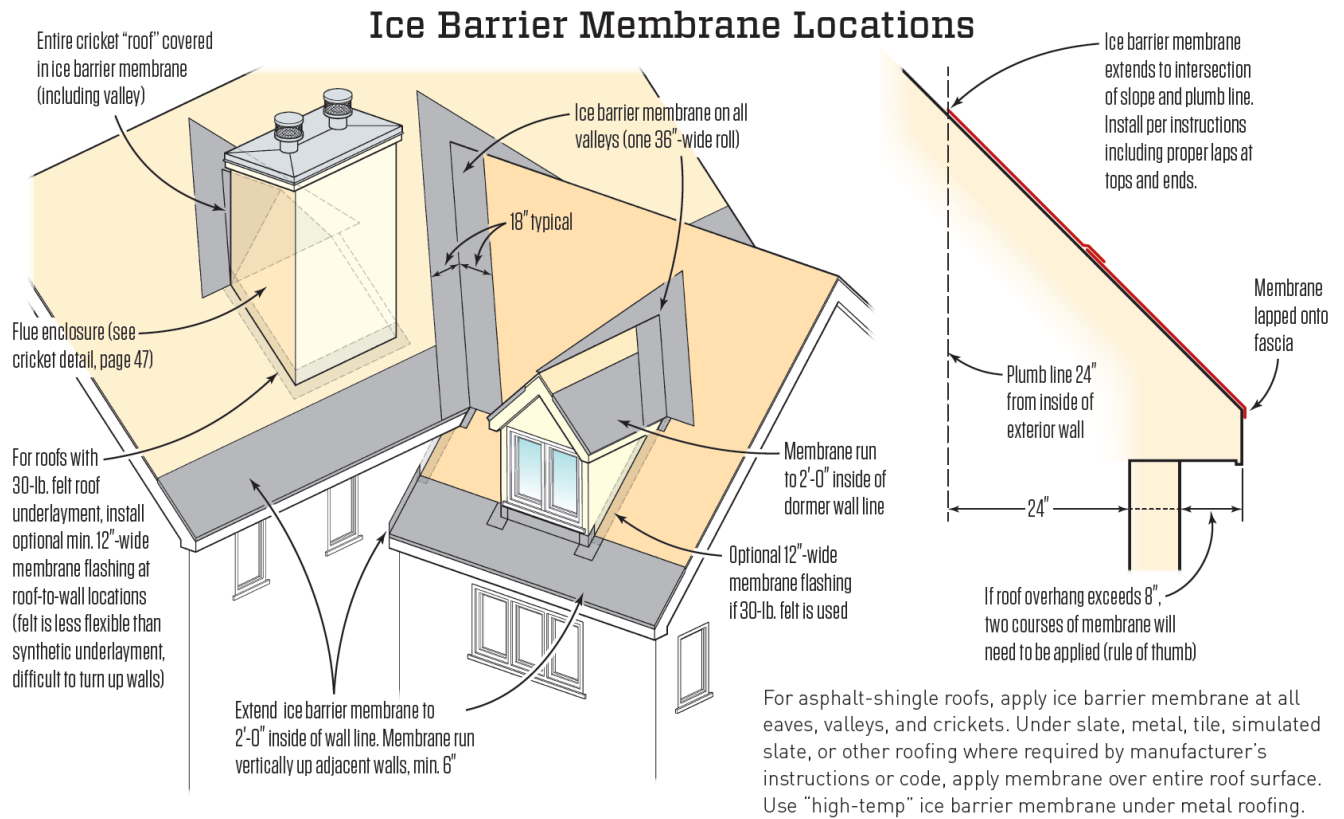 Ice Barrier Membrane Locations
Entire cricket “roof” covered
in ice barrier membrane
(including valley)
Ice barrier membrane on all
valleys (one 36"-wide roll)
18" typical
Flue enclosure (see
cricket detail, page 47)
For roofs with
30-lb. felt roof
underlayment, install
optional min. 12"-wide
membrane flashing at
roof-to-wall locations
(felt is less flexible than
synthetic underlayment,
difficult to turn up walls)
Extend ice barrier membrane to
2'-0" inside of wall line. Membrane run
vertically up adjacent walls, min. 6"
Membrane run
to 2'-0" inside of
dormer wall line
Optional 12"-wide
membrane flashing
if 30-lb. felt is used
Ice barrier membrane
extends to intersection
of slope and plumb line.
Install per instructions
including proper laps at
tops and ends.
Membrane
lapped onto
fascia
Plumb line 24"
from inside of
exterior wall
24"
If roof overhang exceeds 8",
two courses of membrane will
need to be applied (rule of thumb)
For asphalt-shingle roofs, apply ice barrier membrane at all
eaves, valleys, and crickets. Under slate, metal, tile, simulated
slate, or other roofing where required by manufacturer’s
instructions or code, apply membrane over entire roof surface.
Use “high-temp” ice barrier membrane under metal roofing.